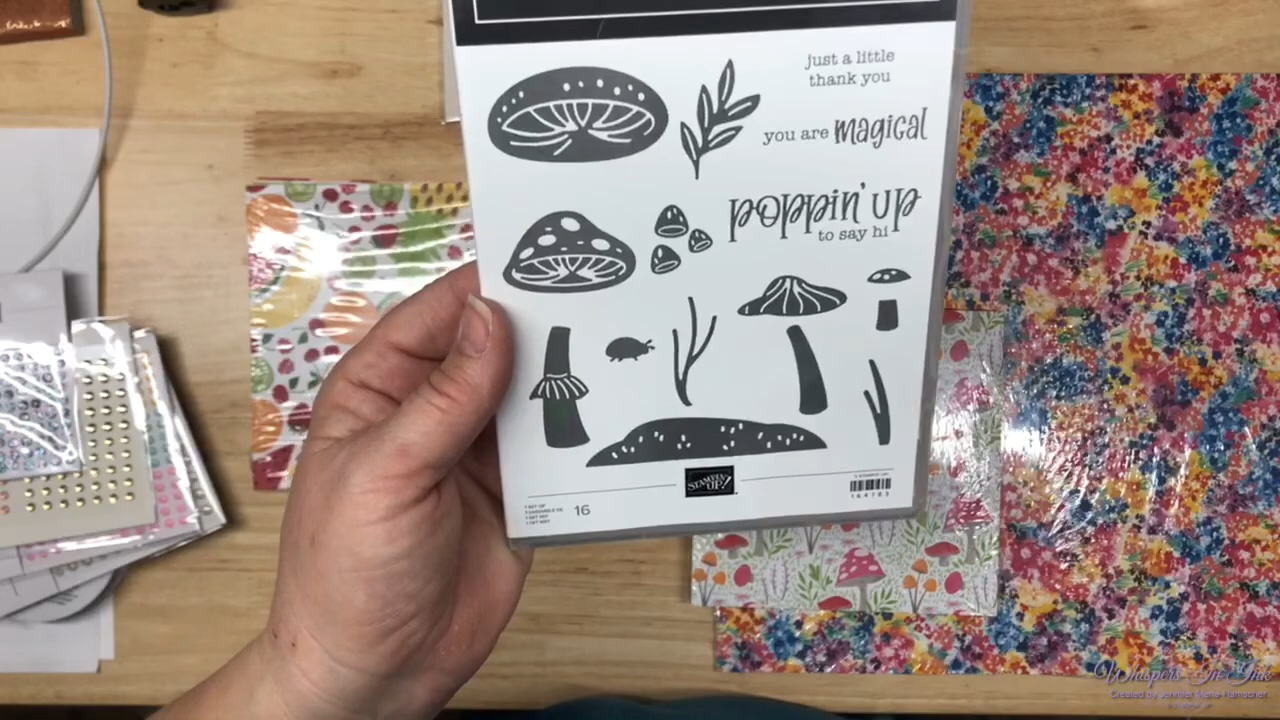 just a little
thank you
you are magical
poppin' up
to say hi
STAMPIN'
UP!
16
Whispers In Ink